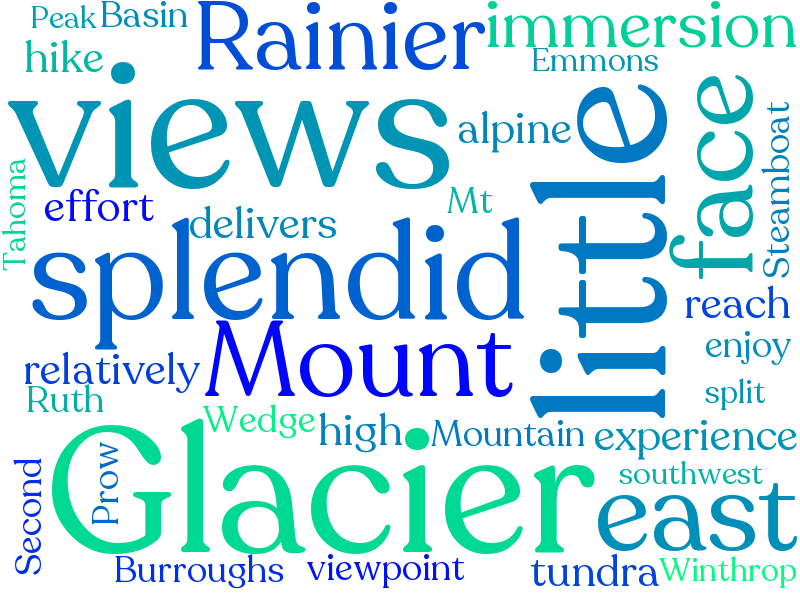 Peak
Basin
Rainier
immersion
hike
Emmons
views
alpine
little
face
Steamboat
Tahoma
effort
delivers
Mt
splendid
reach
Mount
enjoy
relatively
split
Ruth
Wedge
high
Mountain
experience
Glacier
Prow
Second
southwest
east
Burroughs
viewpoint
tundra
Winthrop